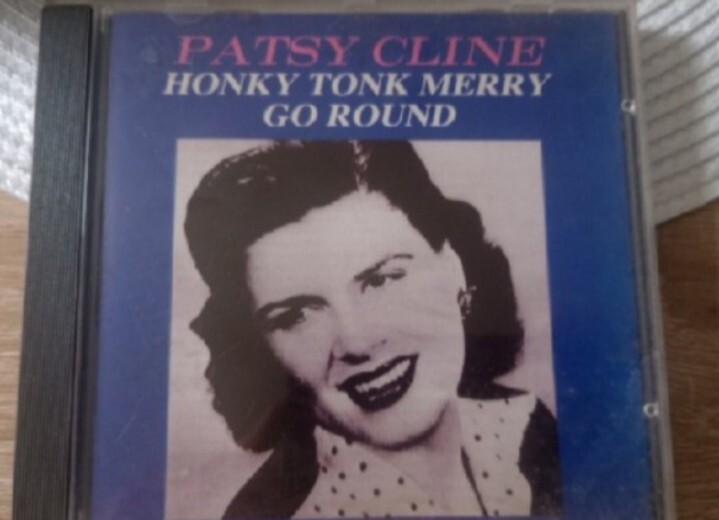 PATSY CLINE
HONKY TONK MERRY
GO ROUND